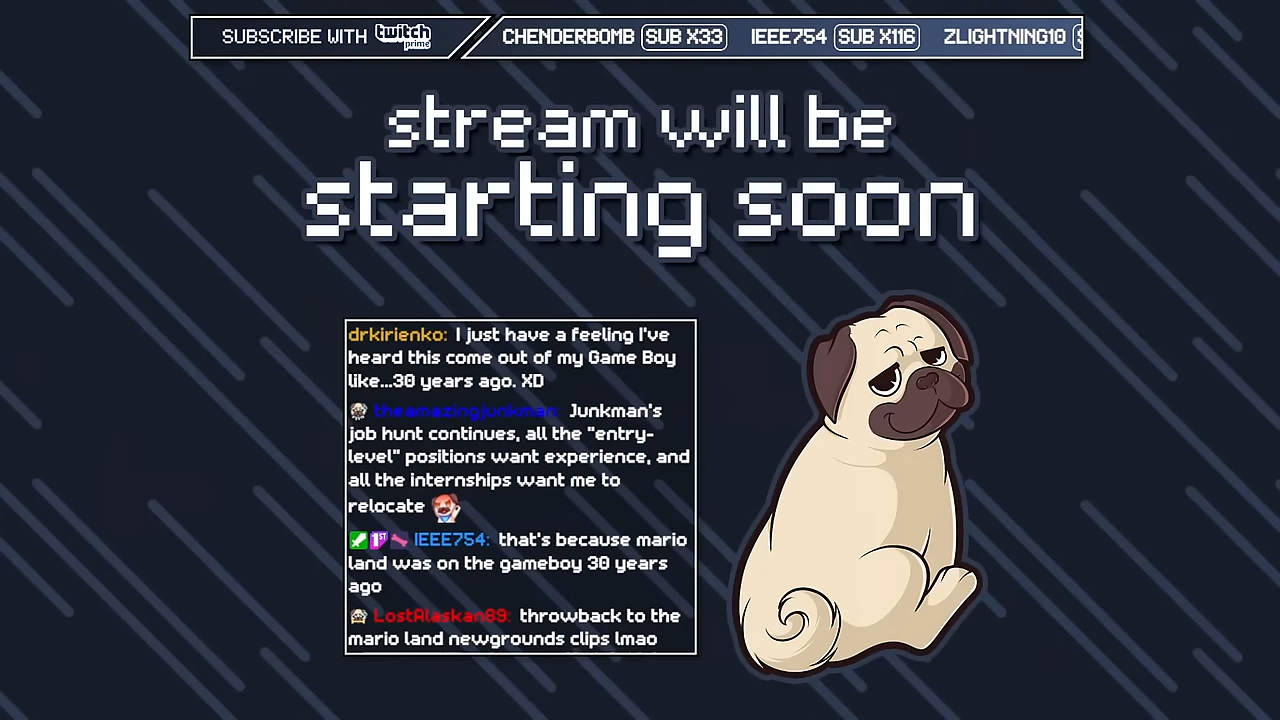 SUBSCRIBE WITH twitch prime CHENDERBOMB SUB X33 IEEE754 SUB X116 ZLIGHTNING10
stream will be
starting soon
drkirienko: I just have a feeling I've
heard this come out of my Game Boy
like...30 years ago. XD
theamazingjunkman: Junkman's
job hunt continues, all the "entry-
level" positions want experience, and
all the internships want me to
relocate
1ST IEEE754: that's because mario
land was on the gameboy 30 years
ago
LostAlaskan89: throwback to the
mario land newgrounds clips lmao